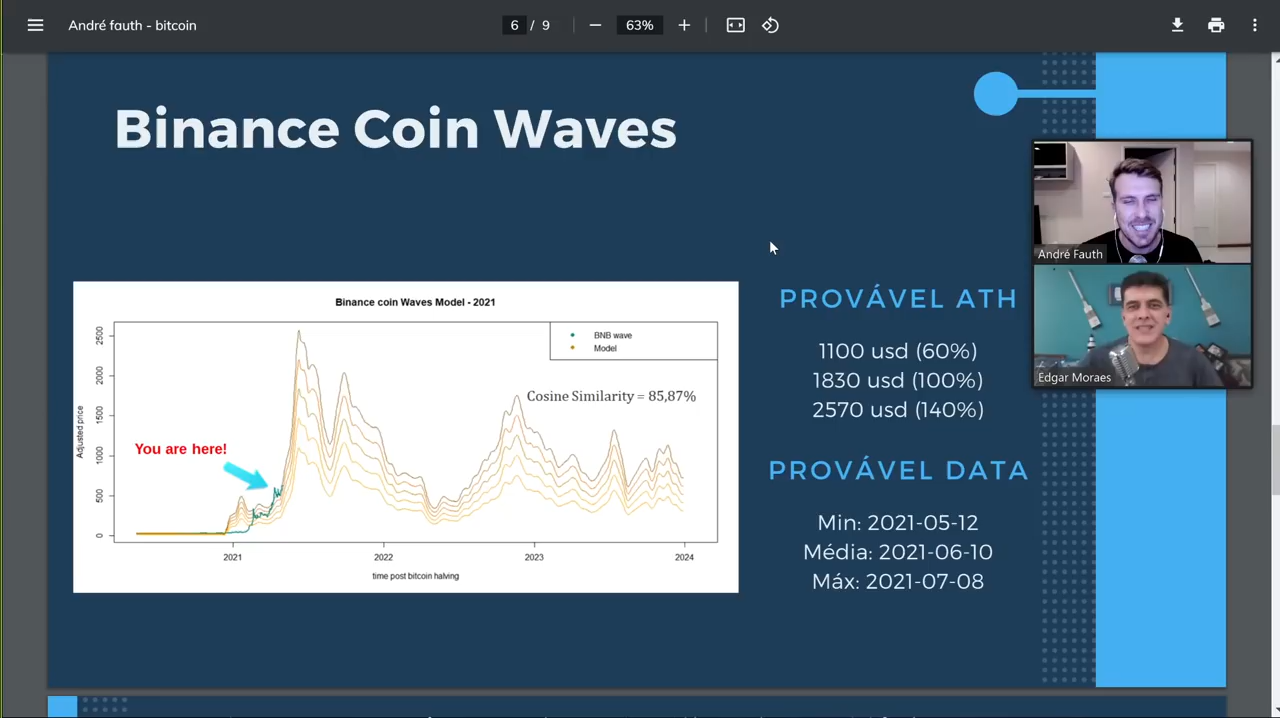 André fauth - bitcoin
6 / 9
63%
Binance Coin Waves
André Fauth
Edgar Moraes
Binance coin Waves Model - 2021
BNB wave
Model
Cosine Similarity = 85,87%
You are here!
Adjusted price
2500
2000
1500
1000
500
0
2021
2022
2023
2024
time post bitcoin halving
PROVÁVEL ATH
1100 usd (60%)
1830 usd (100%)
2570 usd (140%)
PROVÁVEL DATA
Min: 2021-05-12
Média: 2021-06-10
Máx: 2021-07-08